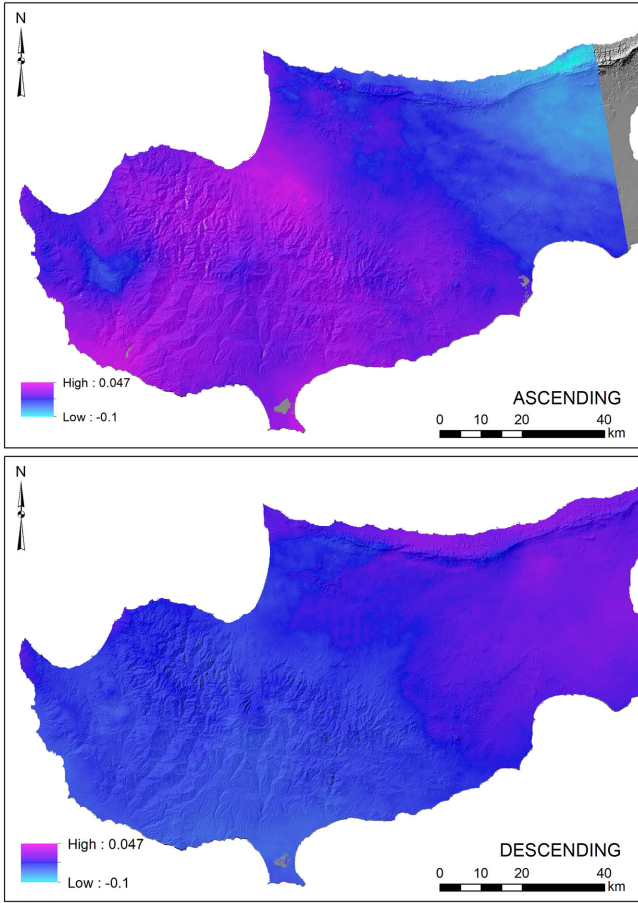 N
High : 0.047
Low : -0.1
ASCENDING
0 10 20 40
km
N
High : 0.047
Low : -0.1
DESCENDING
0 10 20 40
km